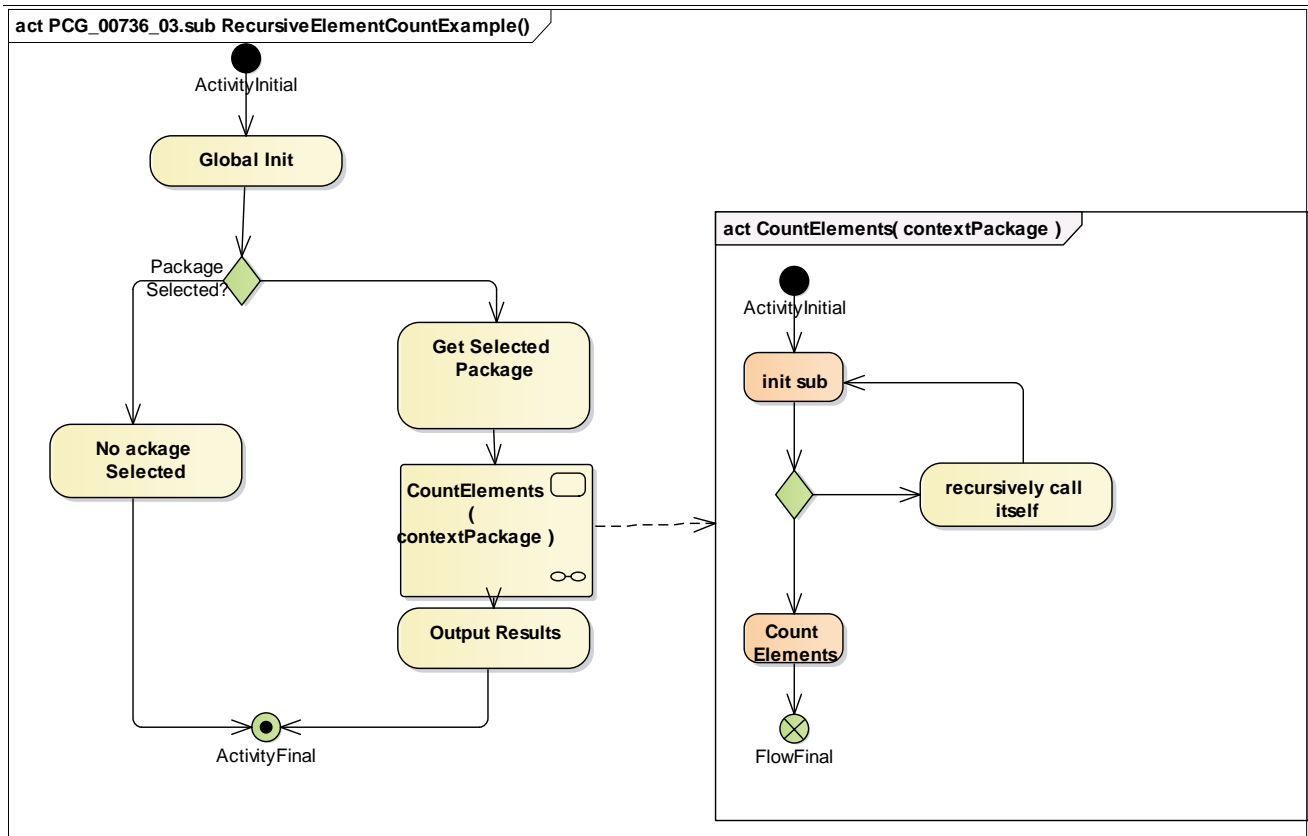 act PCG_00736_03.sub RecursiveElementCountExample()
ActivityInitial
Global Init
Package
Selected?
Get Selected
Package
No ackage
Selected
CountElements
(
contextPackage )
Output Results
ActivityFinal
act CountElements( contextPackage )
ActivityInitial
init sub
recursively call
itself
Count
Elements
FlowFinal